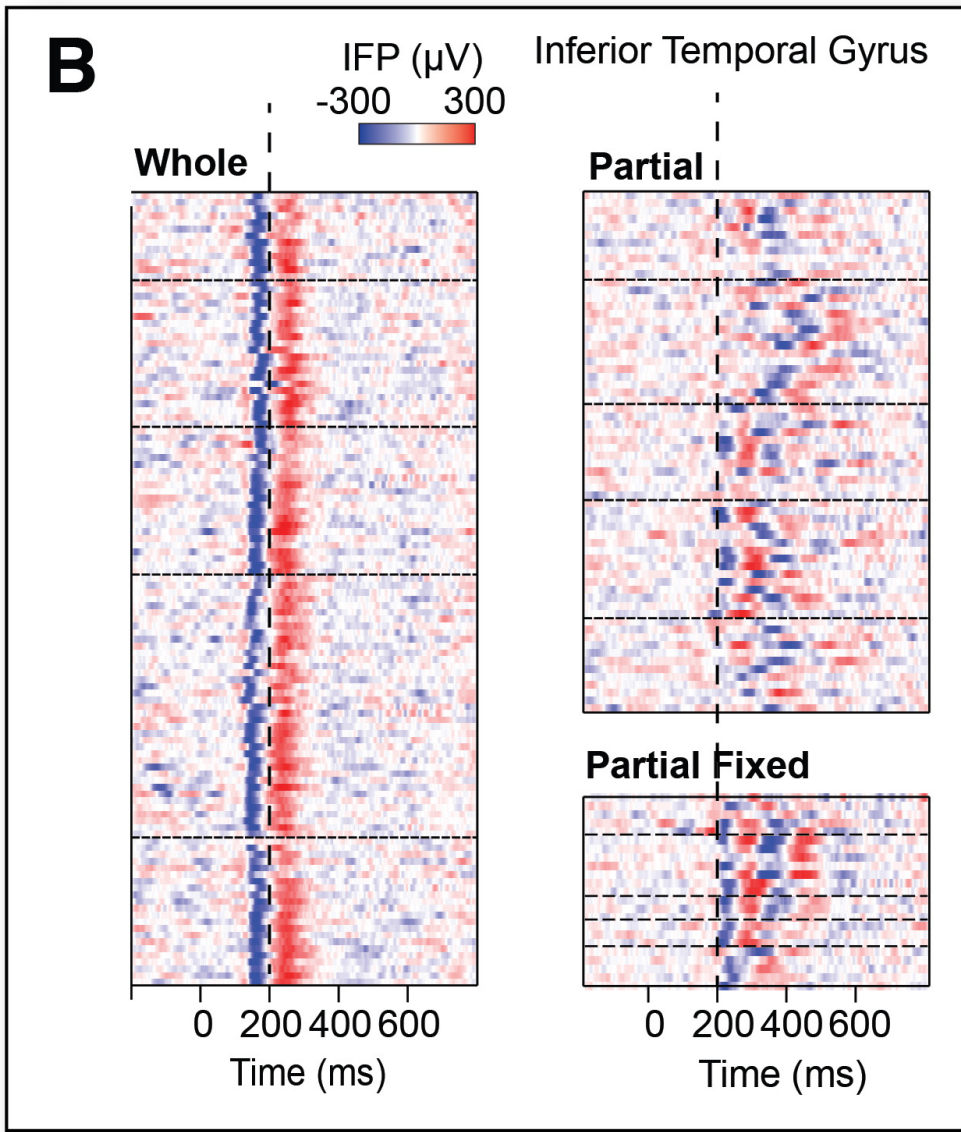 B
IFP (µV)
-300 300
Inferior Temporal Gyrus
Whole
Partial
Partial Fixed
0 200 400 600
Time (ms)
0 200 400 600
Time (ms)